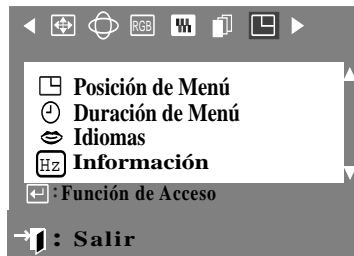 RGB
Posición de Menú
Duración de Menú
Idiomas
Hz Información
: Función de Acceso
: Salir